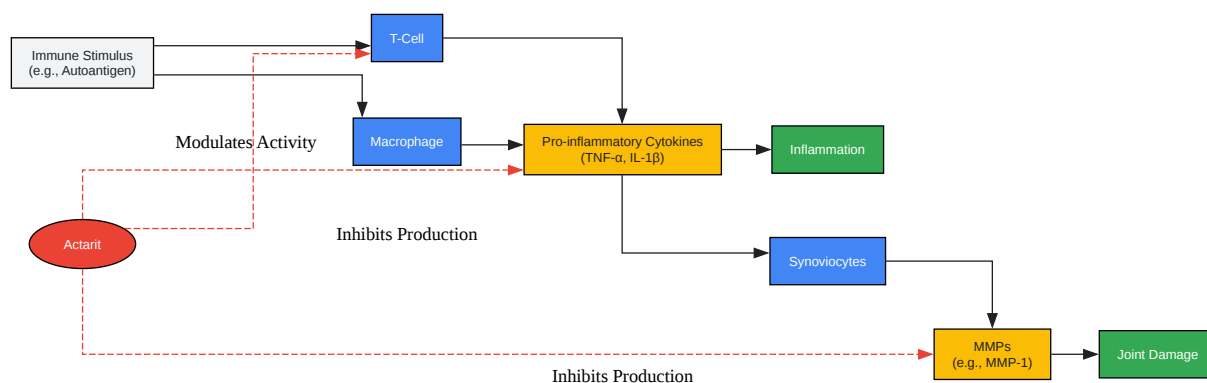 T-Cell
Immune Stimulus
(e.g., Autoantigen)
Modulates Activity
Macrophage
Pro-inflammatory Cytokines
(TNF-α, IL-1β)
Inflammation
Actarit
Inhibits Production
Synoviocytes
MMPs
(e.g., MMP-1)
Joint Damage
Inhibits Production